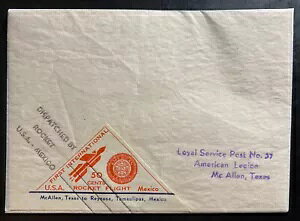 DISPATCHED BY
ROCKET
U.S.A. - MEXICO
FIRST INTERNATIONAL
50
CENTS
U.S.A. ROCKET FLIGHT Mexico
McAllen, Texas to Reynosa, Tamaulipas, Mexico
Loyal Service Post No. 37
American Legion
Mc Allen, Texas